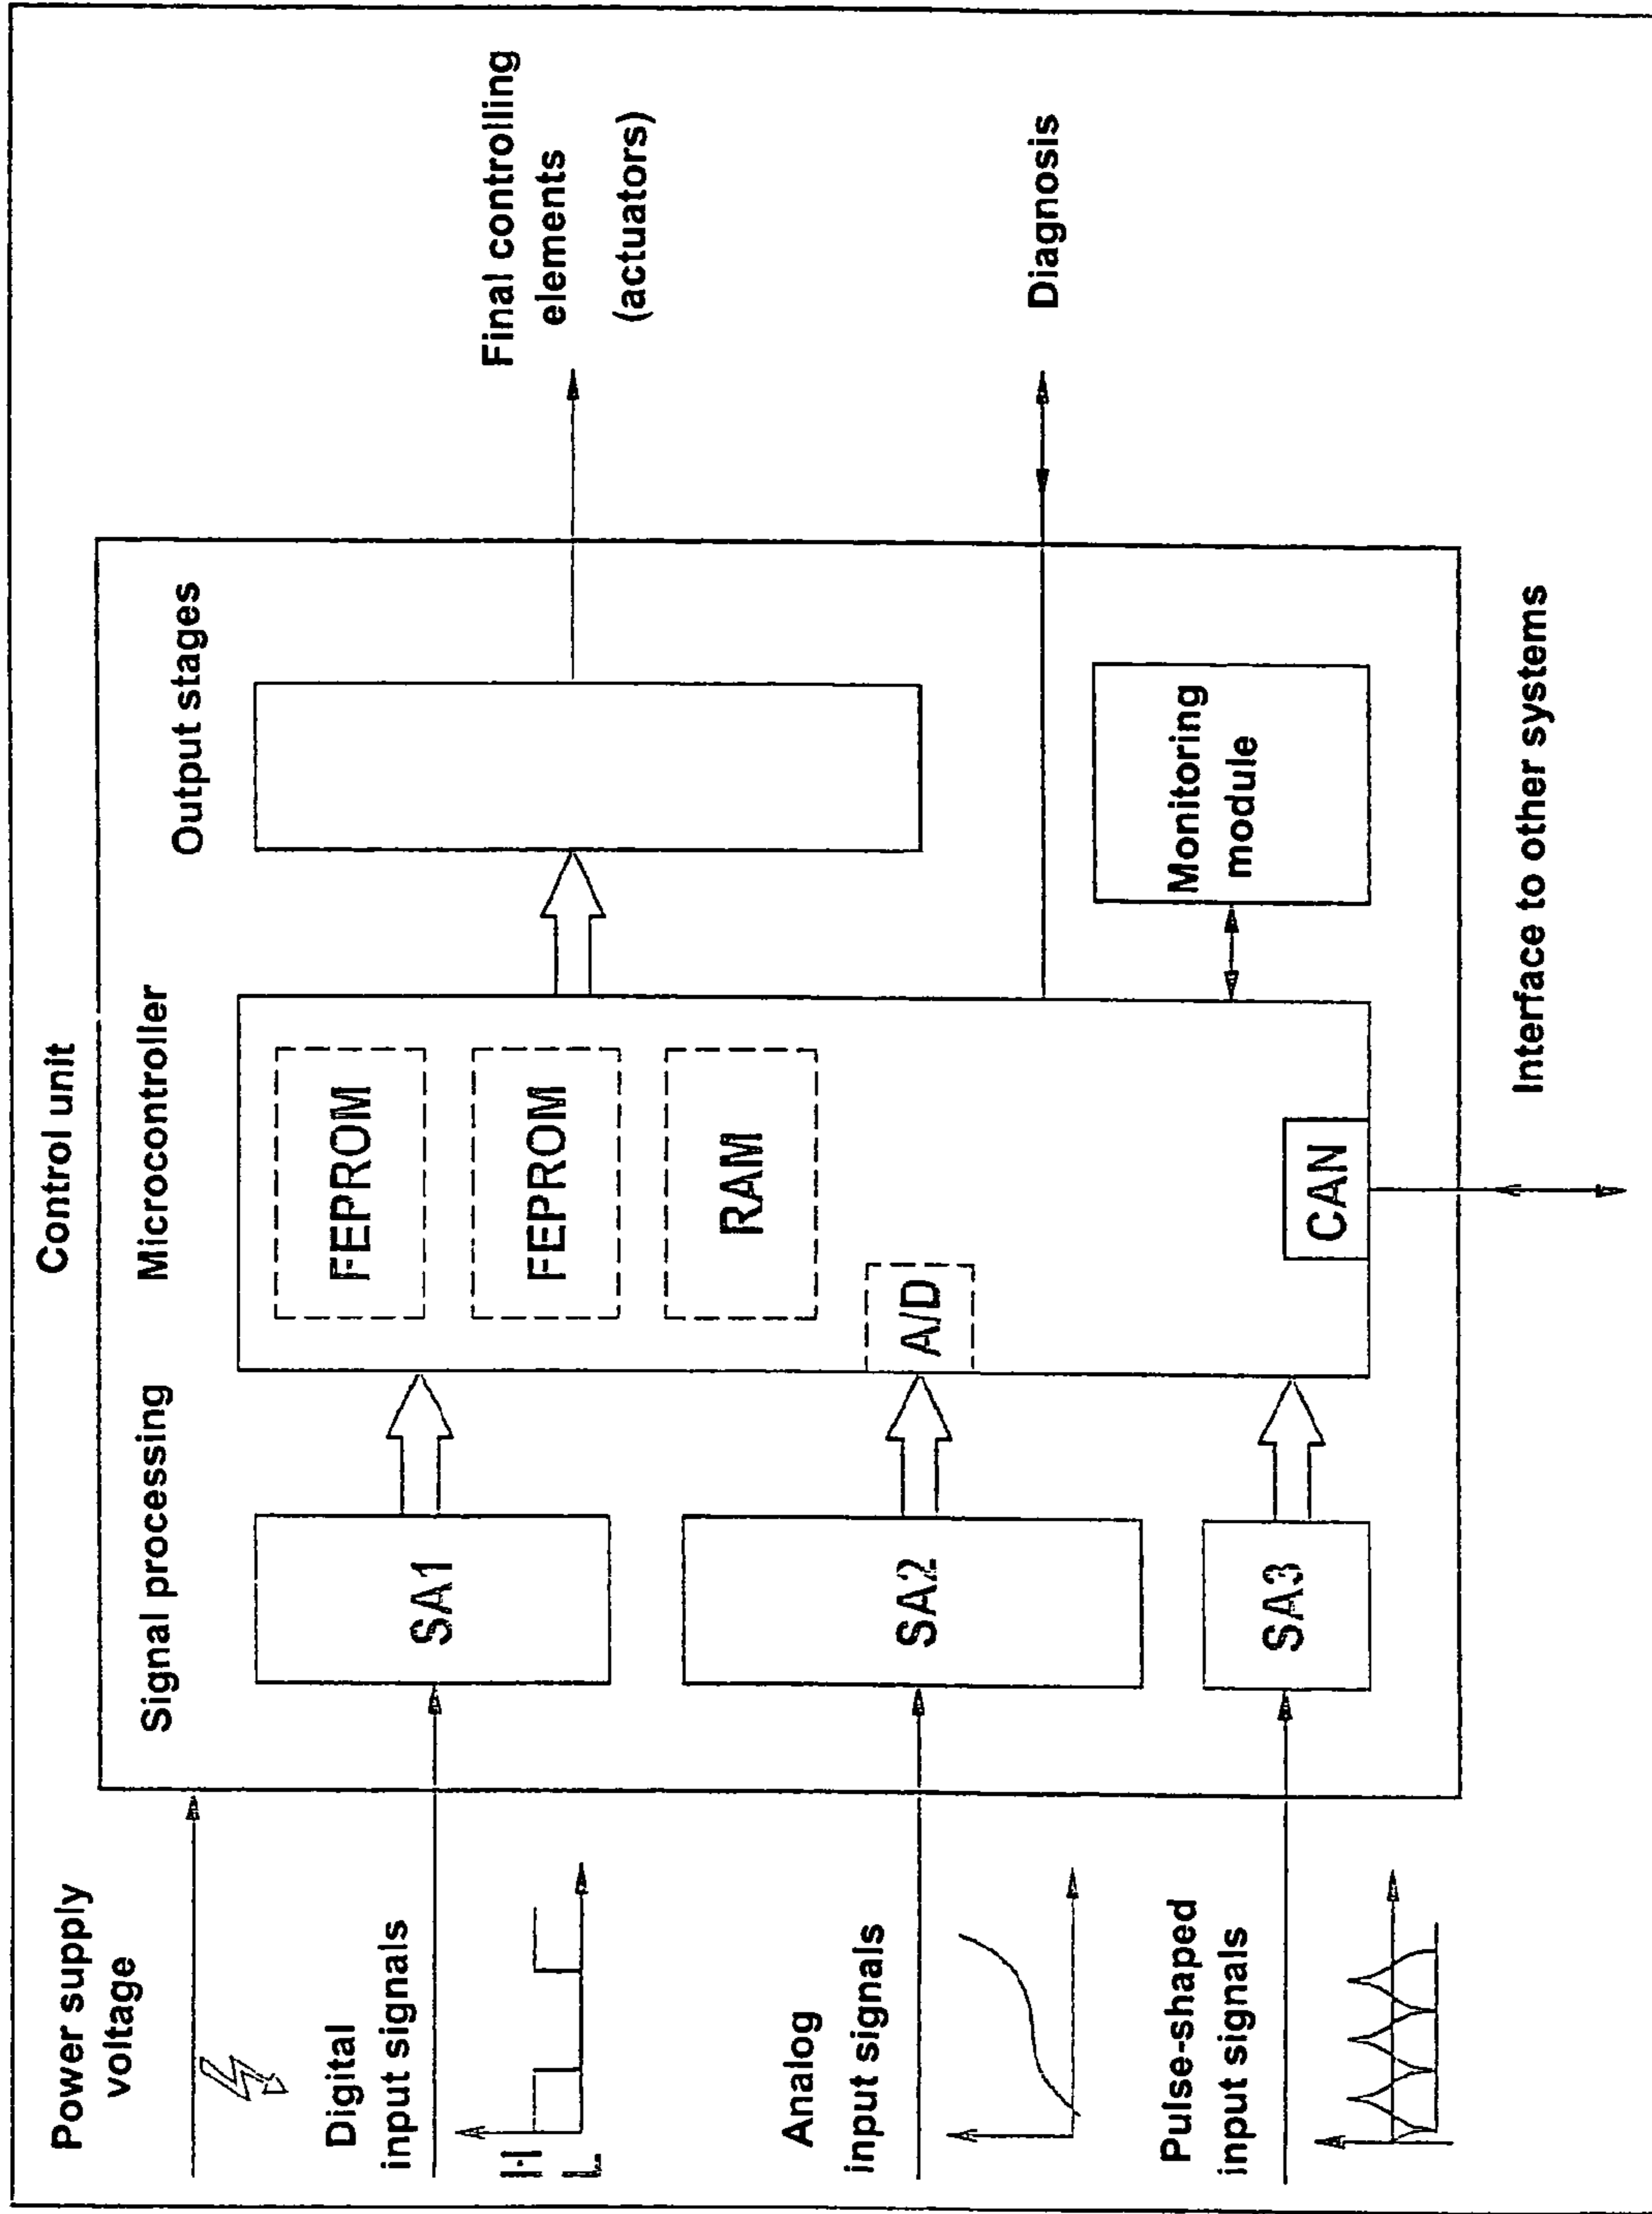 Control unit
Power supply
voltage
Signal processing
Microcontroller
Output stages
Digital
input signals
H
L
SA1
FEPROM
FEPROM
RAM
Final controlling
elements
(actuators)
Analog
input signals
SA2
A/D
Diagnosis
Pulse-shaped
input signals
SA3
CAN
Monitoring
module
Interface to other systems